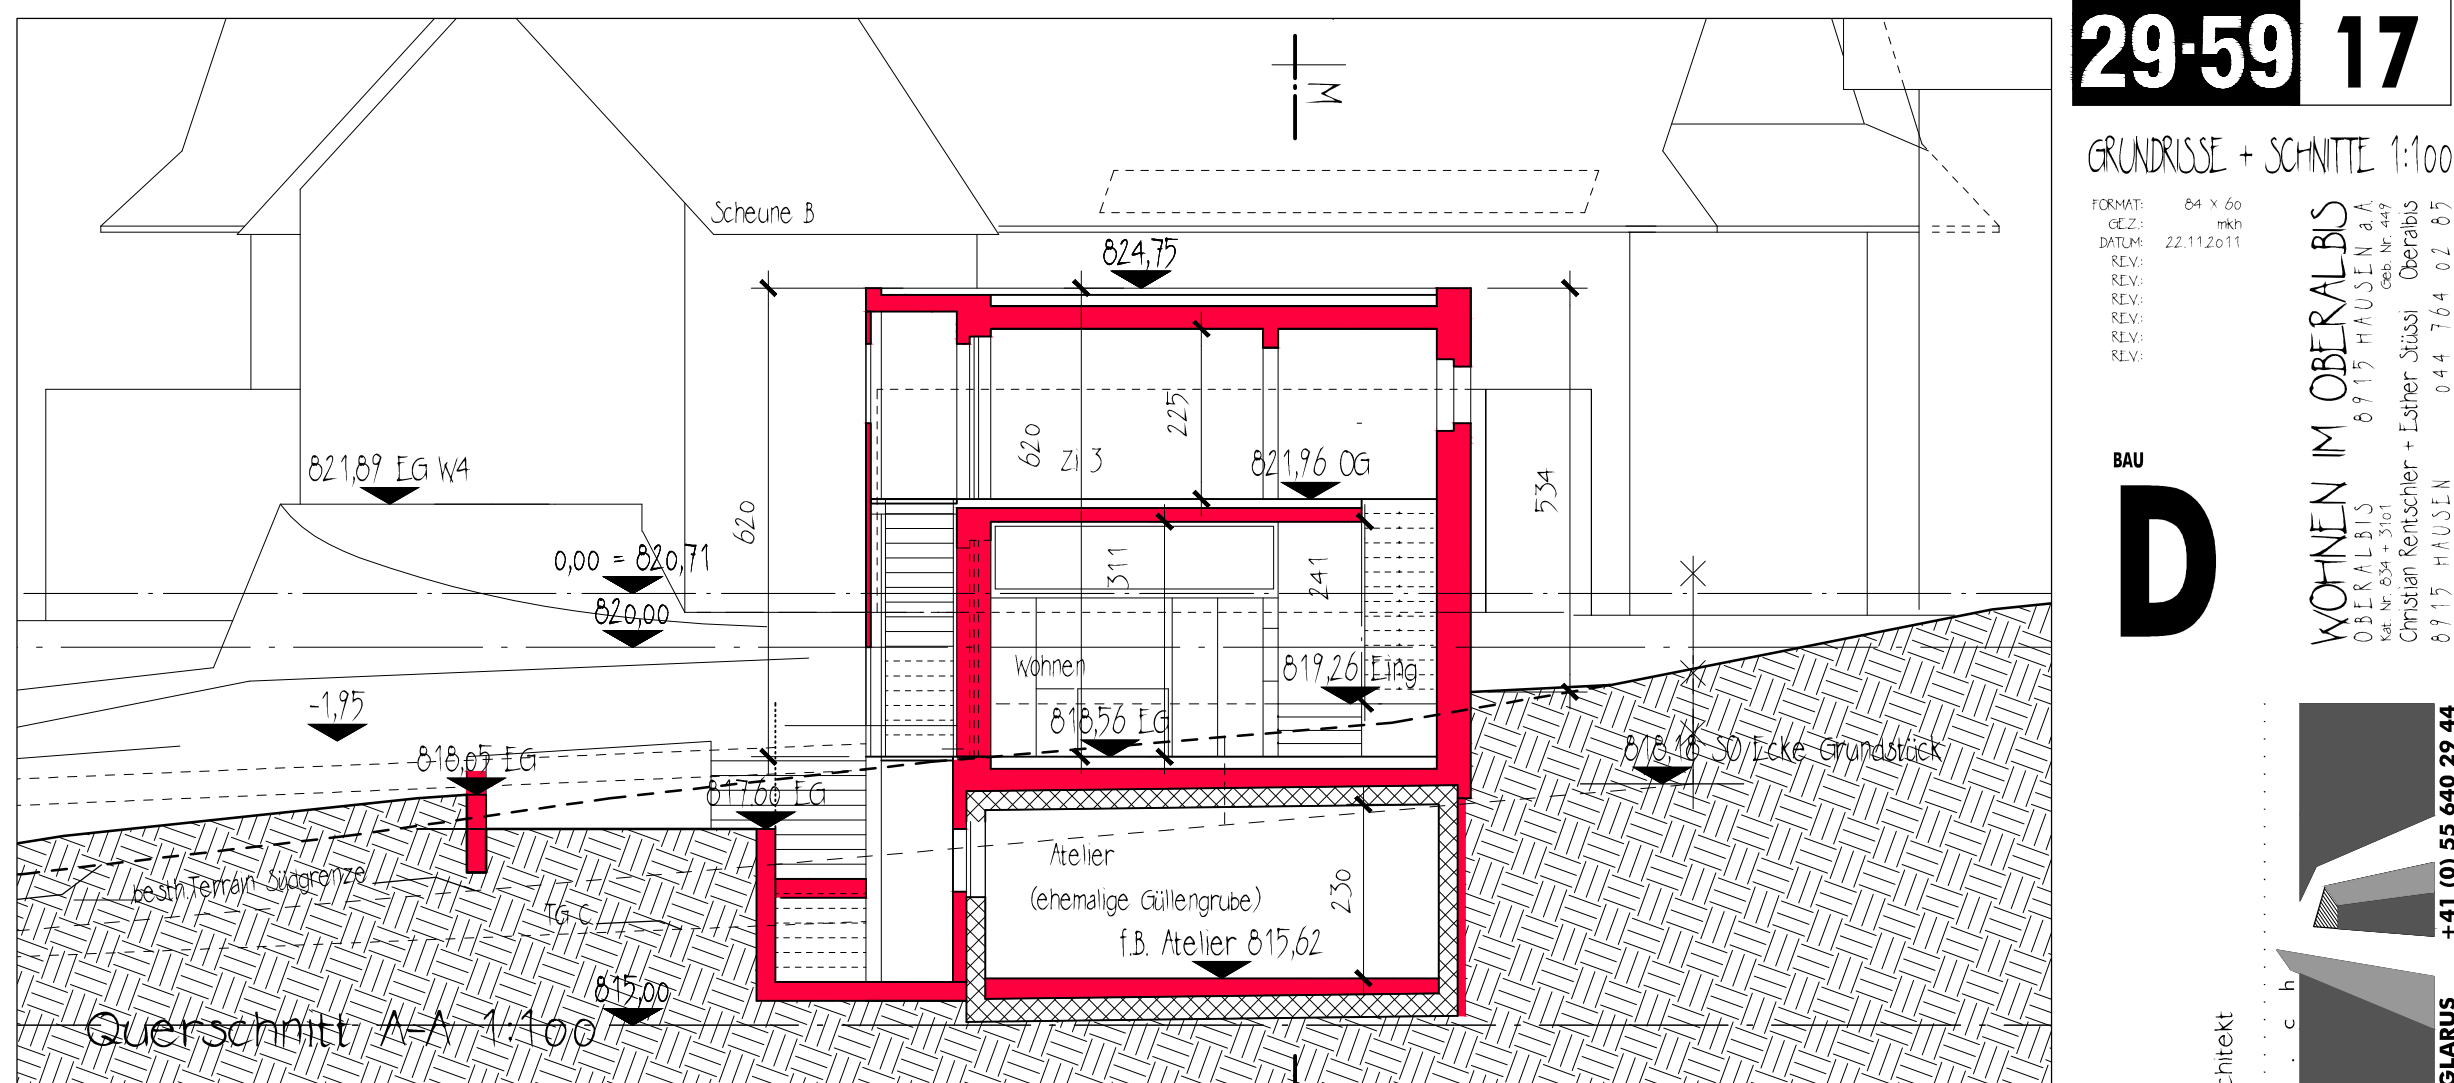 29-59 17
GRUNDRISSE + SCHNITTE 1:100
FORMAT: 84 x 60
GEZ.: mkh
DATUM: 22.11.2011
REV.:
REV.:
REV.:
REV.:
REV.:
REV.:
BAU
D
WOHNEN IM OBERALBIS
OBERALBIS 8915 HAUSEN a.A.
Kat. Nr. 834 + 3101 Geb. Nr. 449
Christian Rentschler + Esther Stüssi Oberalbis
8915 HAUSEN 044 764 02 85
M
Scheune B
824,75
821,89 EG W4
620
620
Zi 3
225
821,96 OG
534
0,00 = 820,71
820,00
311
241
Wohnen
819,26 Eing
-1,95
818,56 EG
818,05 EG
817.60 EG
818,18 SO Ecke Grundstück
besth.Terrain Südgrenze
TG C
Atelier
(ehemalige Güllengrube)
230
f.B. Atelier 815,62
815,00
Querschnitt A-A 1:100
+41 (0) 55 640 29 44
GLARUS
chitekt
. c h